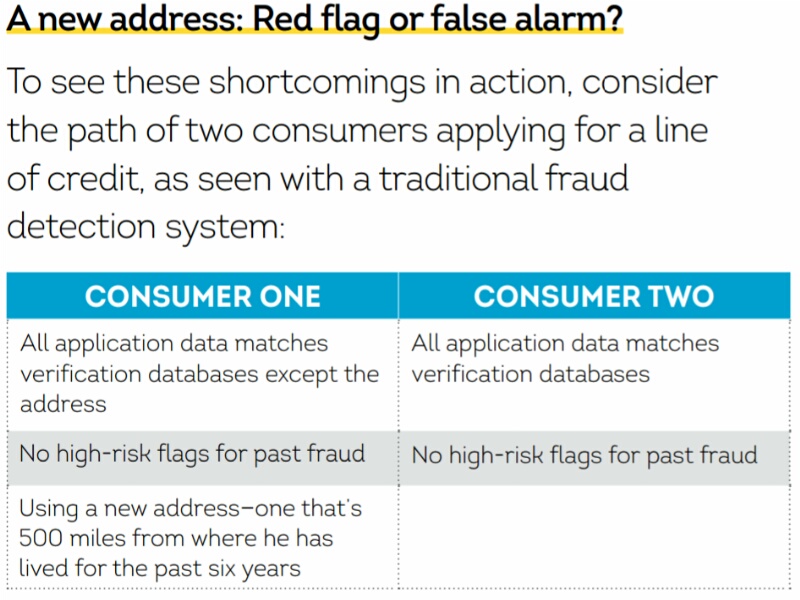 A new address: Red flag or false alarm?
To see these shortcomings in action, consider
the path of two consumers applying for a line
of credit, as seen with a traditional fraud
detection system:
CONSUMER ONE
CONSUMER TWO
All application data matches
verification databases except the
address
All application data matches
verification databases
No high-risk flags for past fraud
No high-risk flags for past fraud
Using a new address–one that's
500 miles from where he has
lived for the past six years